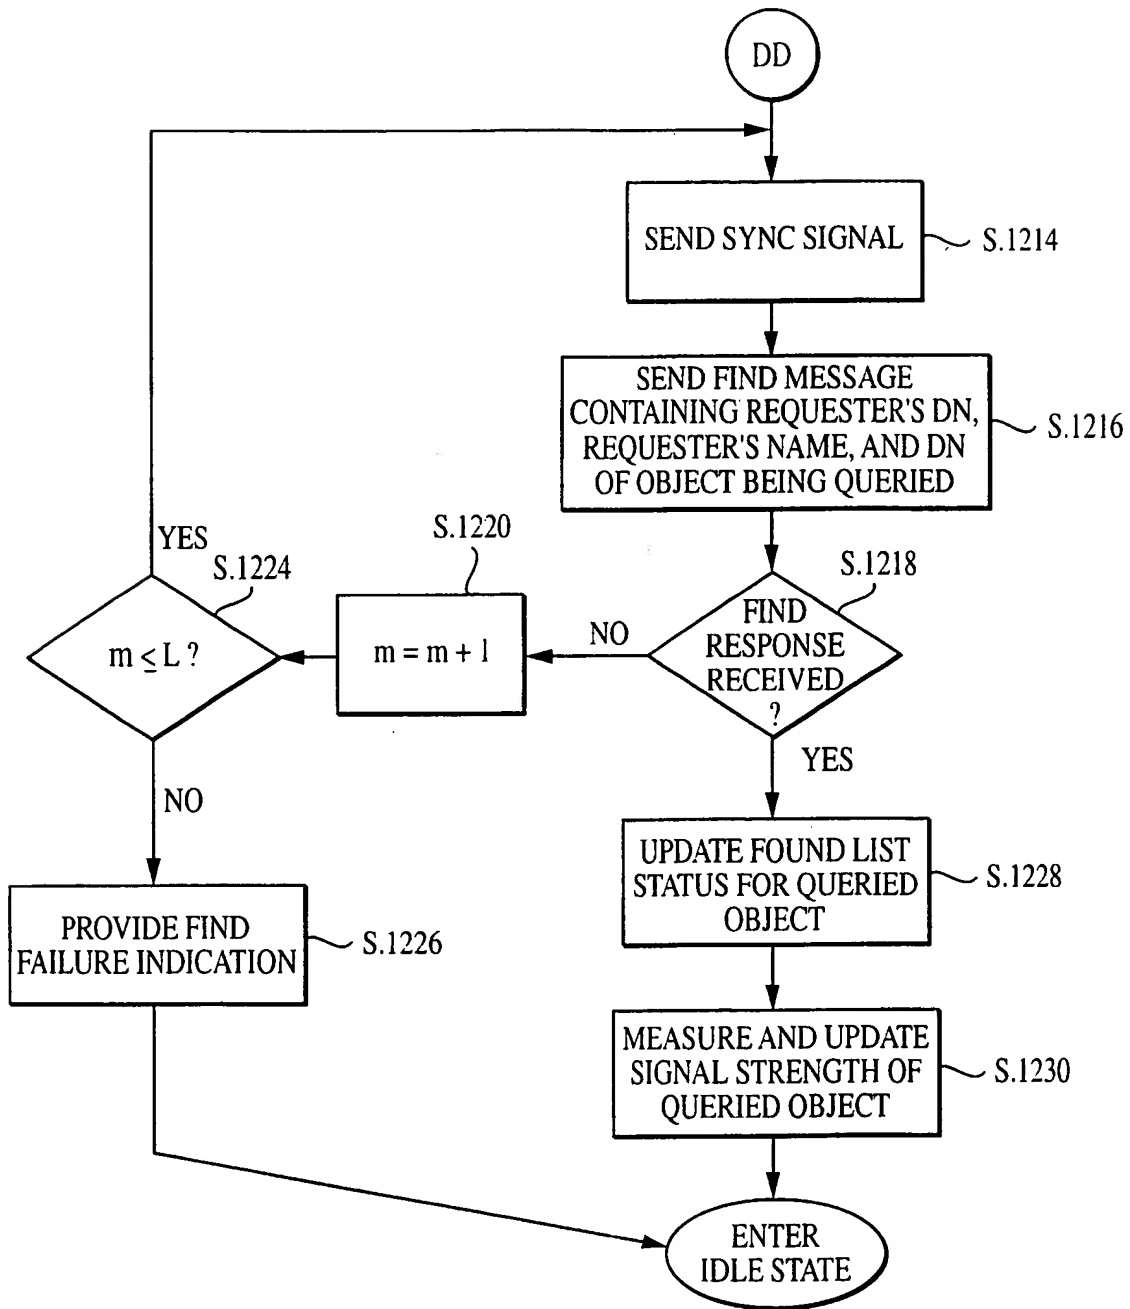 DD
SEND SYNC SIGNAL
S.1214
SEND FIND MESSAGE
CONTAINING REQUESTER'S DN,
REQUESTER'S NAME, AND DN
OF OBJECT BEING QUERIED
S.1216
FIND
RESPONSE
RECEIVED
?
S.1218
NO
m = m + 1
S.1220
m ≤ L ?
S.1224
YES
NO
PROVIDE FIND
FAILURE INDICATION
S.1226
YES
UPDATE FOUND LIST
STATUS FOR QUERIED
OBJECT
S.1228
MEASURE AND UPDATE
SIGNAL STRENGTH OF
QUERIED OBJECT
S.1230
ENTER
IDLE STATE